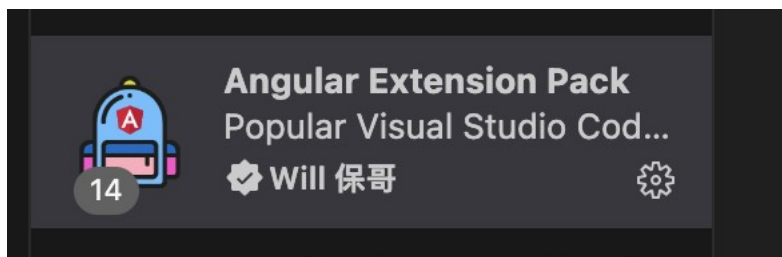 Angular Extension Pack
Popular Visual Studio Cod...
Will 保哥
A
14